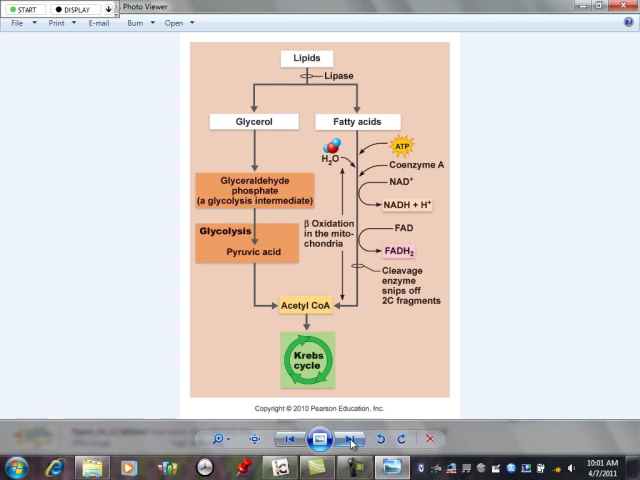 START
DISPLAY
Photo Viewer
File
Print
E-mail
Burn
Open
Lipids
Lipase
Glycerol
Fatty acids
ATP
H2O
Coenzyme A
NAD+
Glyceraldehyde
phosphate
(a glycolysis intermediate)
NADH + H+
β Oxidation
in the mito-
chondria
FAD
Glycolysis
Pyruvic acid
FADH2
Cleavage
enzyme
snips off
2C fragments
Acetyl CoA
Krebs
cycle
Copyright © 2010 Pearson Education, Inc.
10:01 AM
4/7/2011